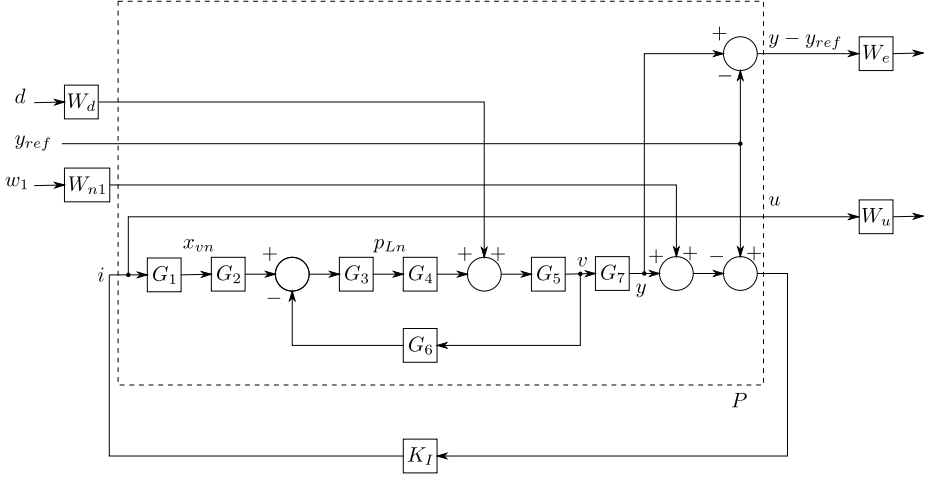 +
y − y_ref
W_e
−
d
W_d
y_ref
w_1
W_n1
u
W_u
x_vn
p_Ln
+
+ +
v
+ +
− +
i
G_1
G_2
G_3
G_4
G_5
G_7
−
y
G_6
P
K_I